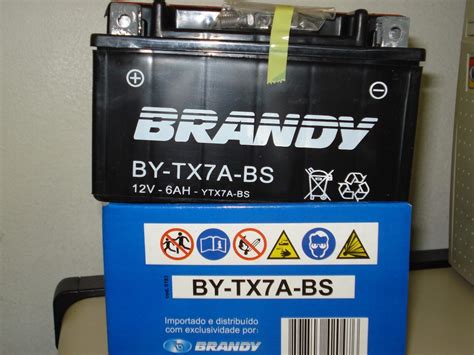 BRANDY
BY-TX7A-BS
12V - 6AH - YTX7A-BS
BY-TX7A-BS
Importado e distribuído
com exclusividade por:
BRANDY